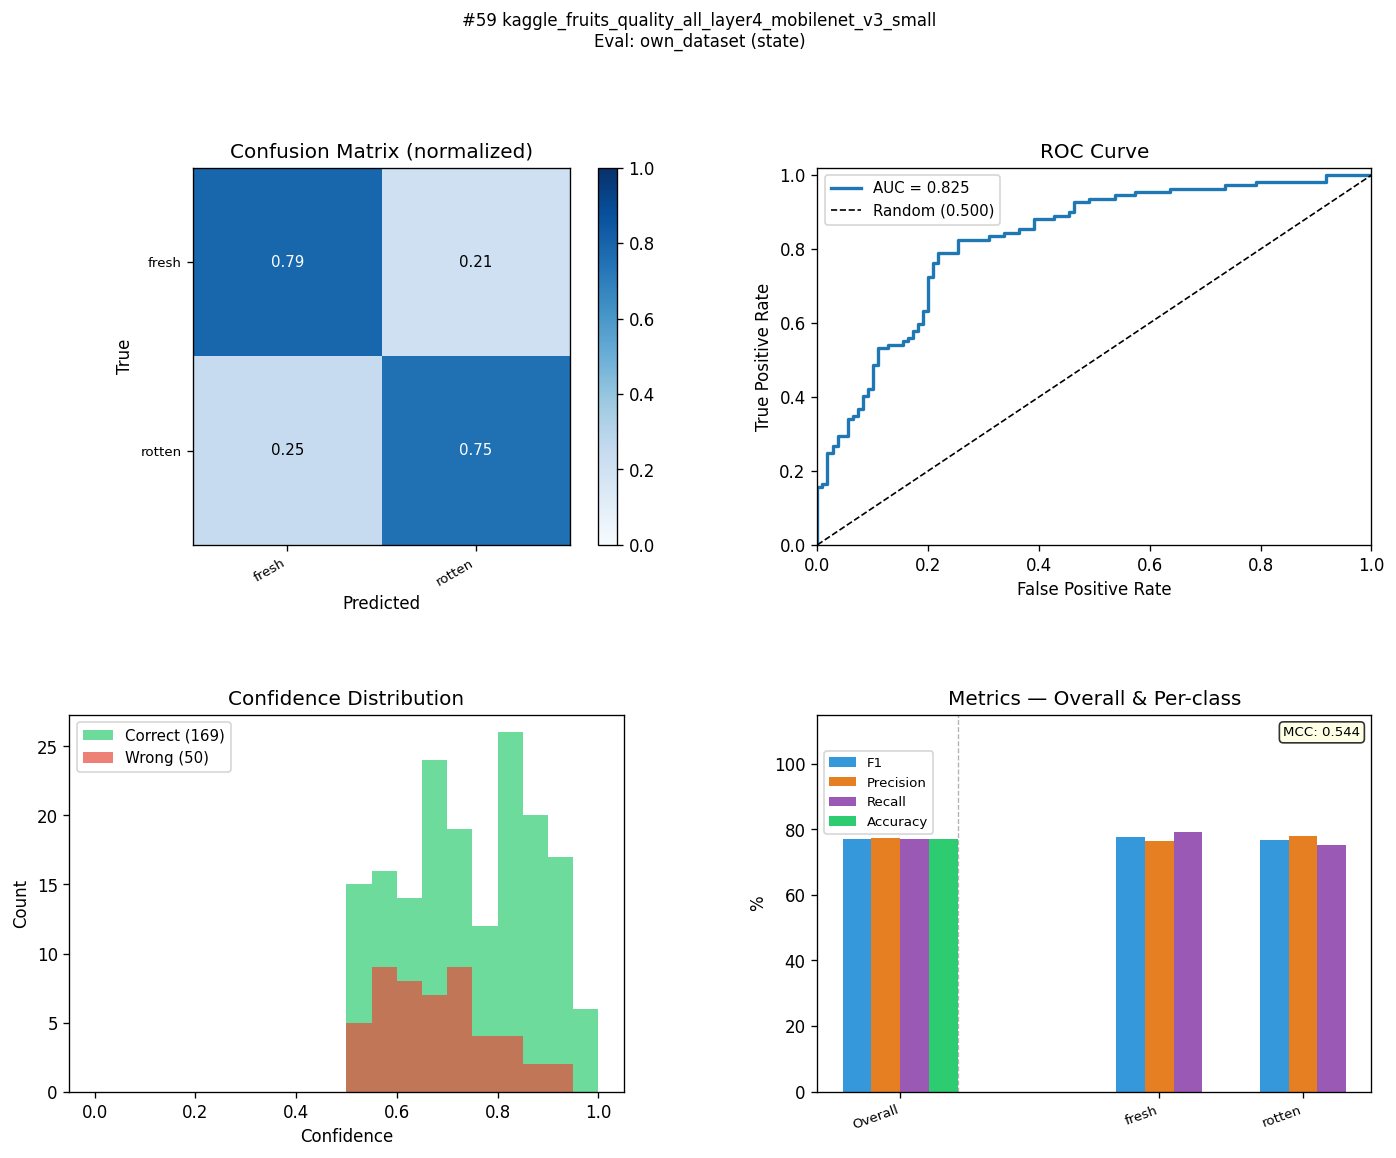 #59 kaggle_fruits_quality_all_layer4_mobilenet_v3_small
Eval: own_dataset (state)
Confusion Matrix (normalized)
True
fresh
rotten
0.79
0.21
0.25
0.75
fresh
rotten
Predicted
1.0
0.8
0.6
0.4
0.2
0.0
ROC Curve
AUC = 0.825
Random (0.500)
True Positive Rate
1.0
0.8
0.6
0.4
0.2
0.0
0.0
0.2
0.4
0.6
0.8
1.0
False Positive Rate
Confidence Distribution
Correct (169)
Wrong (50)
Count
25
20
15
10
5
0
0.0
0.2
0.4
0.6
0.8
1.0
Confidence
Metrics — Overall & Per-class
MCC: 0.544
F1
Precision
Recall
Accuracy
%
100
80
60
40
20
0
Overall
fresh
rotten